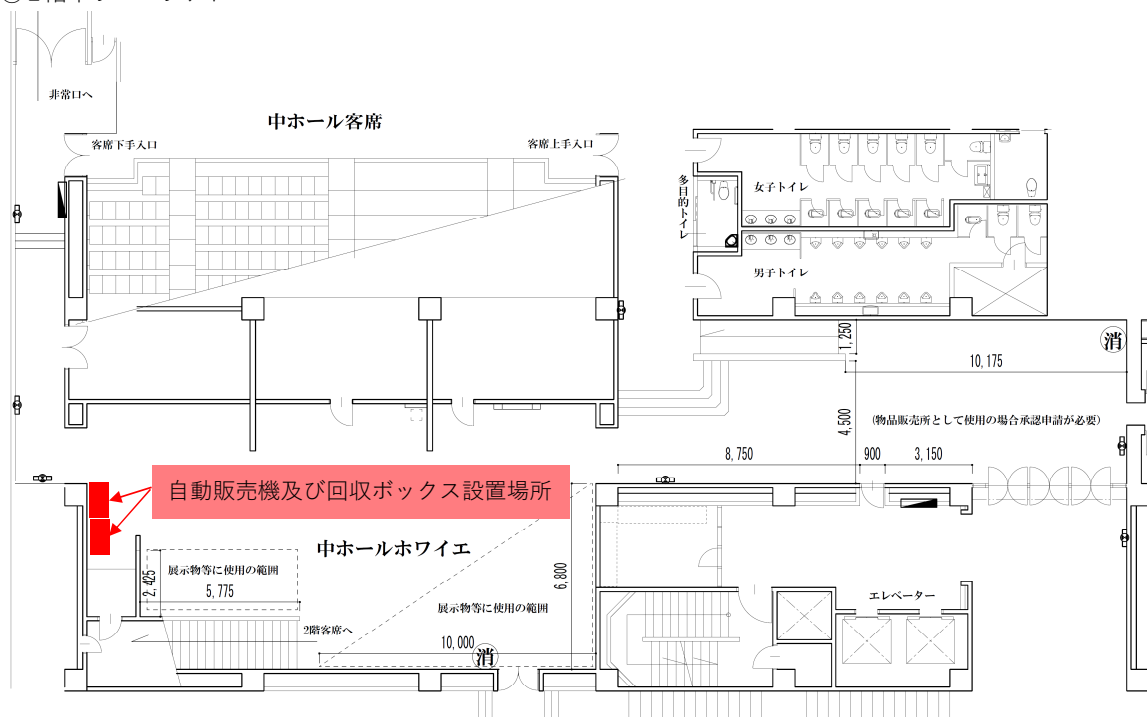 非常口へ
中ホール客席
客席下手入口
客席上手入口
多目的トイレ
女子トイレ
男子トイレ
1,250
消
10,175
4,500
(物品販売所として使用の場合承認申請が必要)
8,750
900
3,150
自動販売機及び回収ボックス設置場所
中ホールホワイエ
展示物等に使用の範囲
2,425
5,775
6,800
展示物等に使用の範囲
エレベーター
2階客席へ
10,000
消